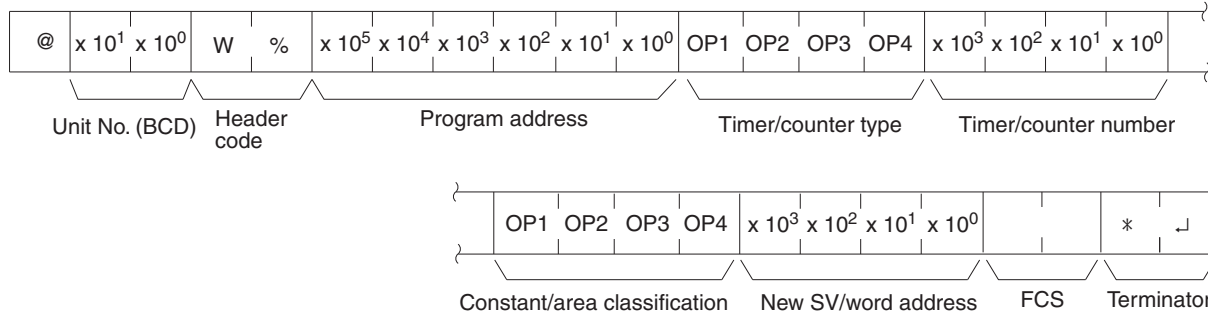 @ x 10¹ x 10⁰ W % x 10⁵ x 10⁴ x 10³ x 10² x 10¹ x 10⁰ OP1 OP2 OP3 OP4 x 10³ x 10² x 10¹ x 10⁰
Unit No. (BCD) Header code Program address Timer/counter type Timer/counter number
OP1 OP2 OP3 OP4 x 10³ x 10² x 10¹ x 10⁰ * ↵
Constant/area classification New SV/word address FCS Terminator